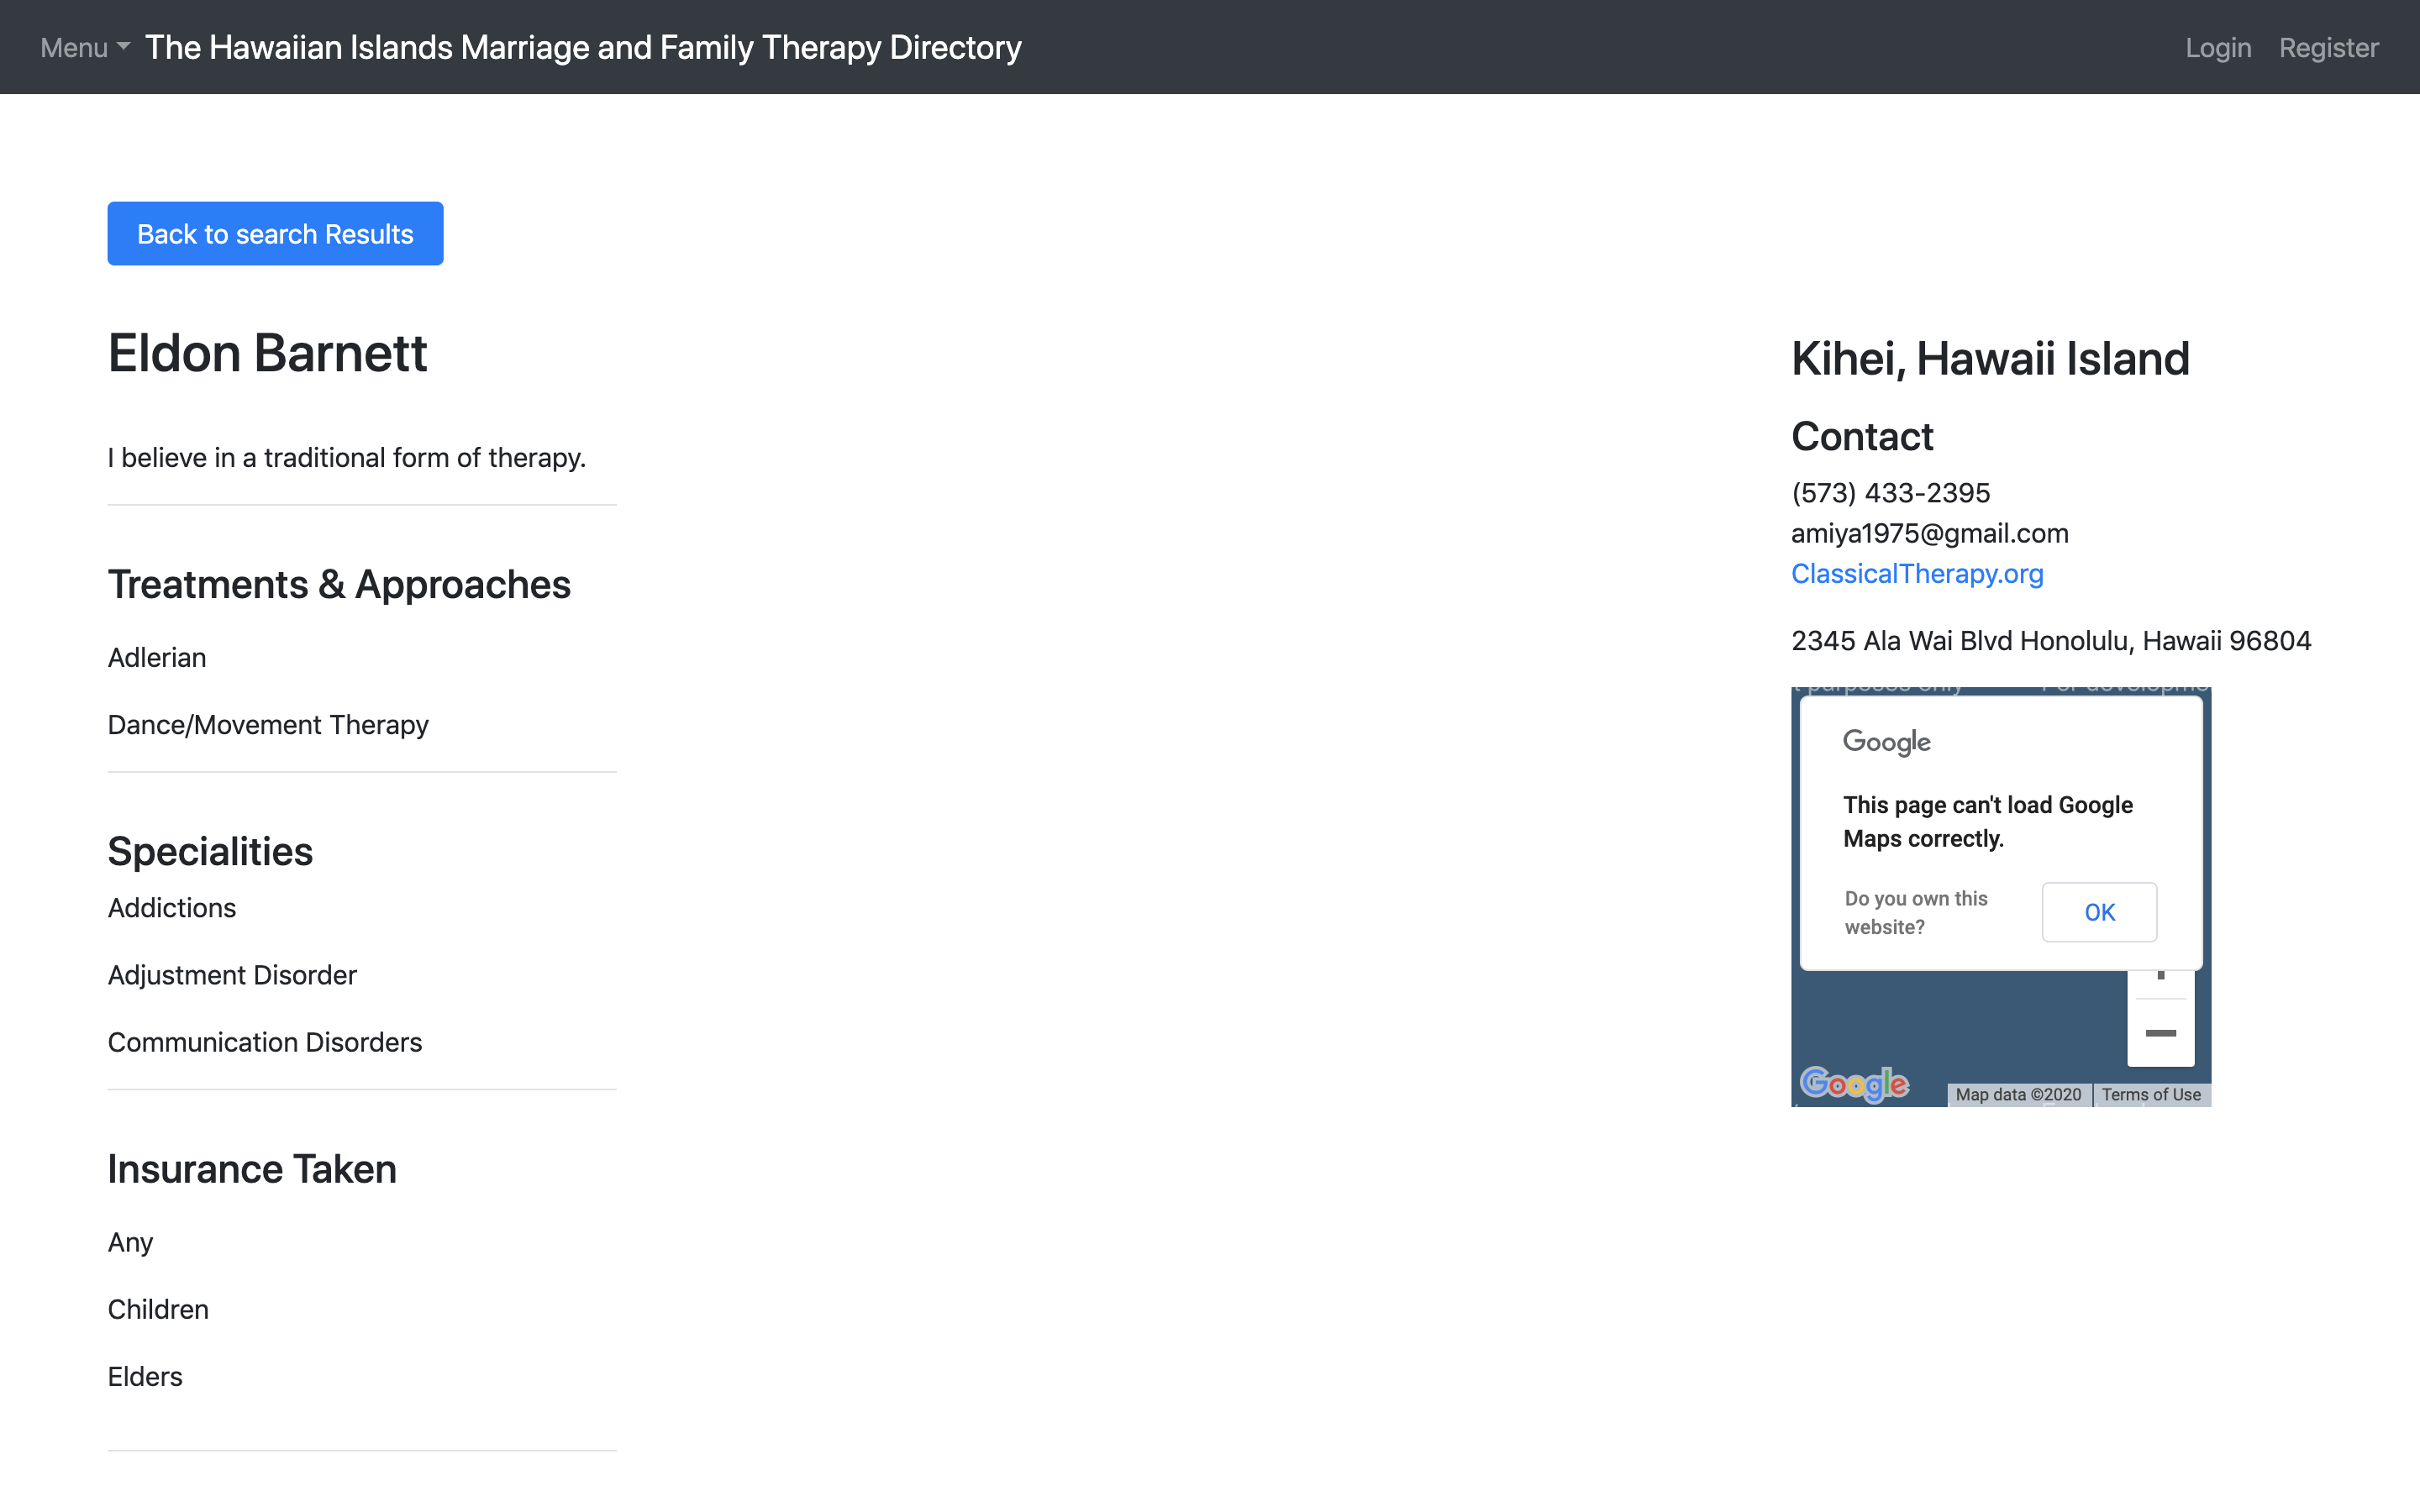 Menu The Hawaiian Islands Marriage and Family Therapy Directory Login Register
Back to search Results
Eldon Barnett
I believe in a traditional form of therapy.
Treatments & Approaches
Adlerian
Dance/Movement Therapy
Specialities
Addictions
Adjustment Disorder
Communication Disorders
Insurance Taken
Any
Children
Elders
Kihei, Hawaii Island
Contact
(573) 433-2395
amiya1975@gmail.com
ClassicalTherapy.org
2345 Ala Wai Blvd Honolulu, Hawaii 96804
t purposes only For developme
Google
This page can't load Google
Maps correctly.
Do you own this
website?
OK
Google
Map data ©2020 Terms of Use